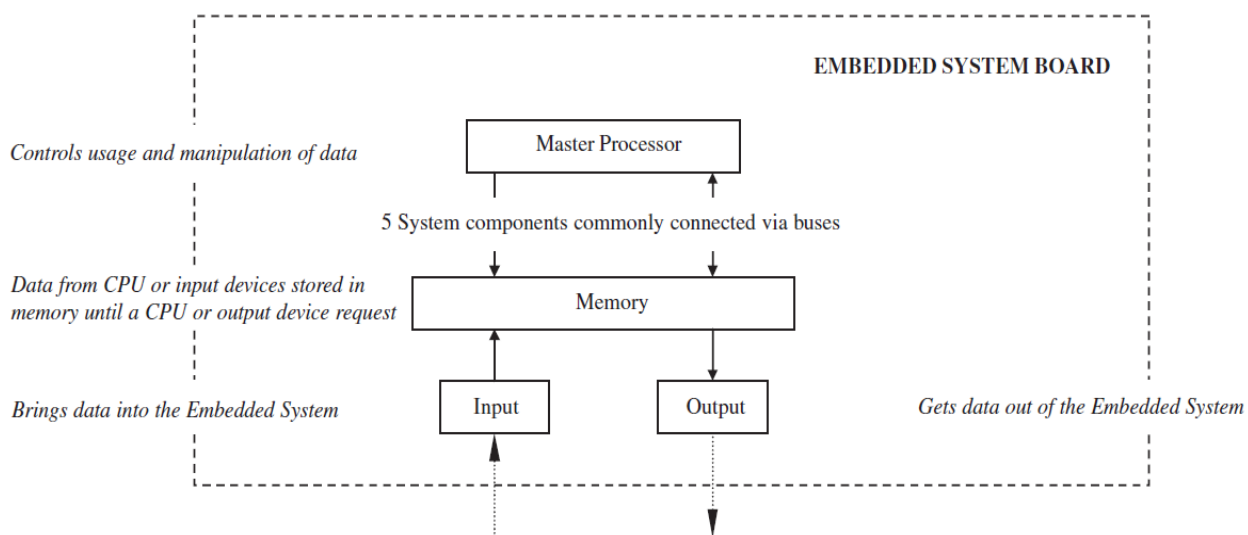 EMBEDDED SYSTEM BOARD
Master Processor
Controls usage and manipulation of data
5 System components commonly connected via buses
Data from CPU or input devices stored in
memory until a CPU or output device request
Memory
Brings data into the Embedded System
Input
Output
Gets data out of the Embedded System